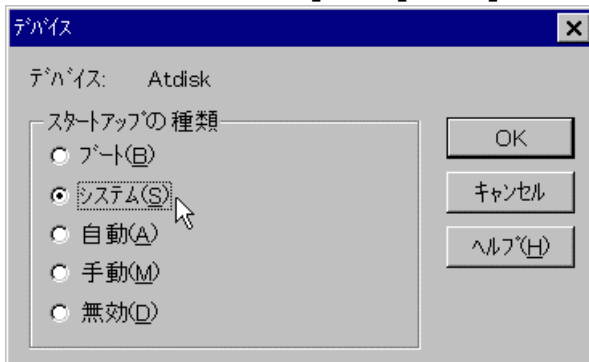 デバイス
デバイス: Atdisk
スタートアップの種類
ブート(B)
システム(S)
自動(A)
手動(M)
無効(D)
OK
キャンセル
ヘルプ(H)